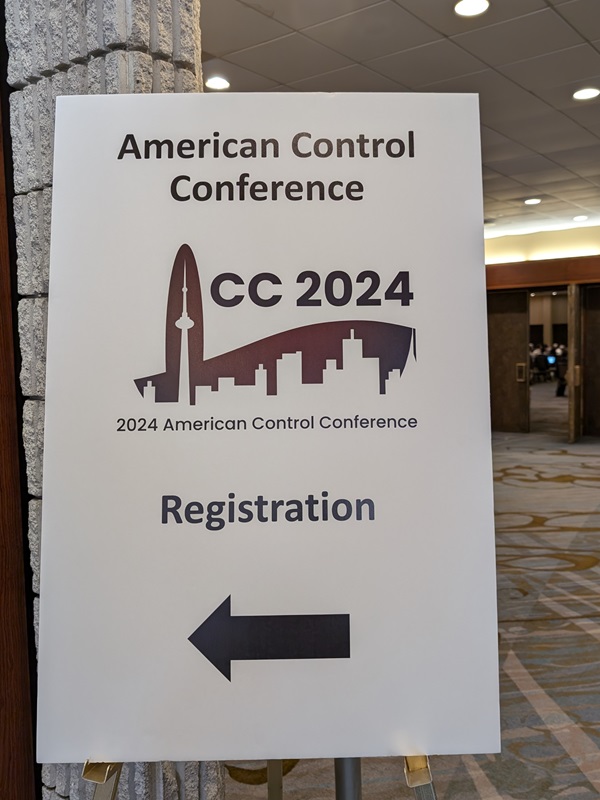 American Control
Conference
CC 2024
2024 American Control Conference
Registration